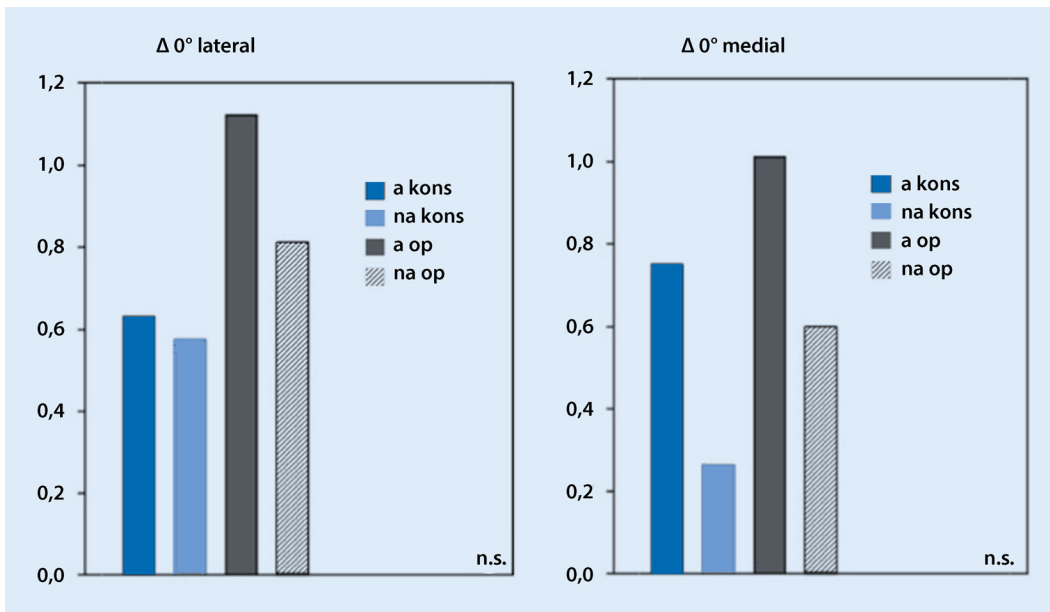 Δ 0° lateral
1,2
1,0
0,8
0,6
0,4
0,2
0,0
a kons
na kons
a op
na op
n.s.
Δ 0° medial
1,2
1,0
0,8
0,6
0,4
0,2
0,0
a kons
na kons
a op
na op
n.s.